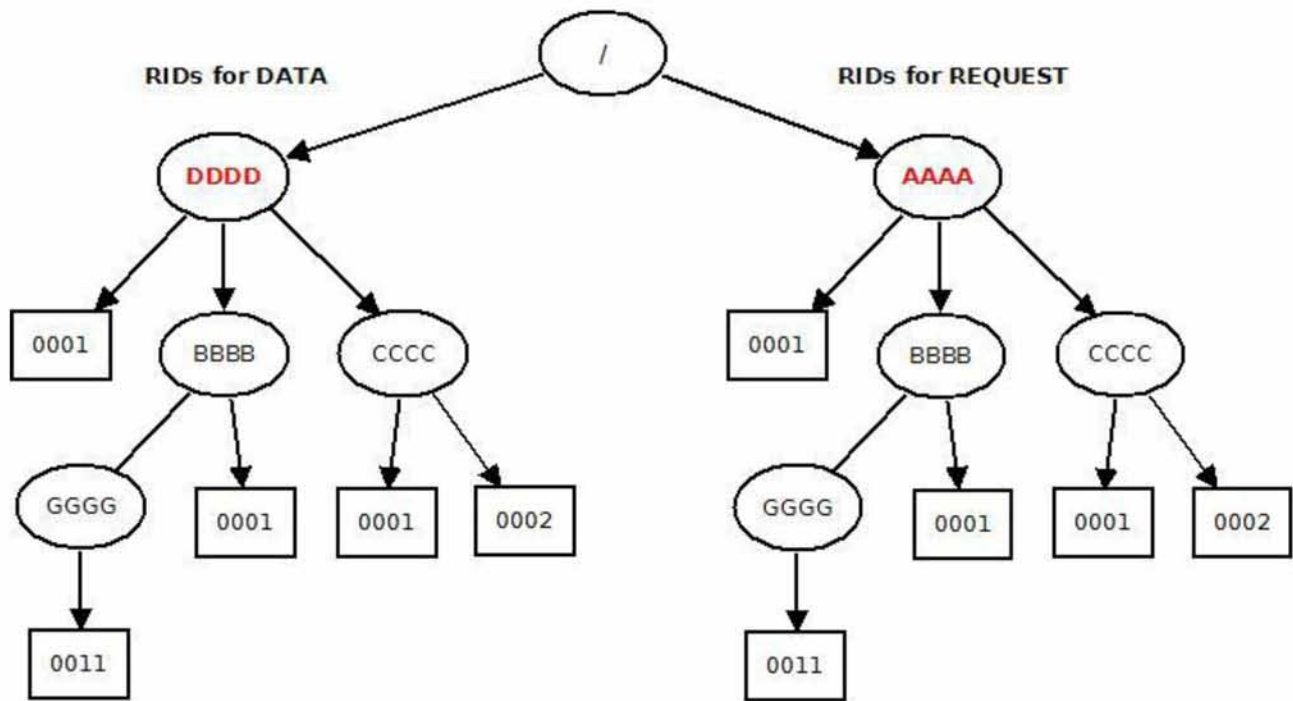 /
RIDs for DATA
RIDs for REQUEST
DDDD
AAAA
0001
BBBB
CCCC
0001
BBBB
CCCC
GGGG
0001
0001
0002
GGGG
0001
0001
0002
0011
0011